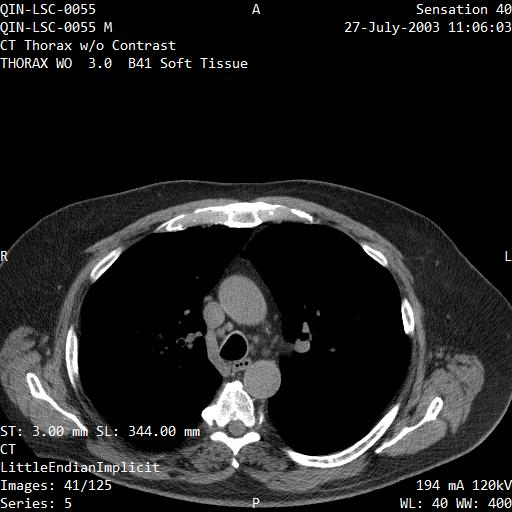 QIN-LSC-0055
A
Sensation 40
QIN-LSC-0055 M
27-July-2003 11:06:03
CT Thorax w/o Contrast
THORAX WO 3.0 B41 Soft Tissue
R
L
ST: 3.00 mm SL: 344.00 mm
CT
LittleEndianImplicit
Images: 41/125
194 mA 120kV
Series: 5
P
WL: 40 WW: 400